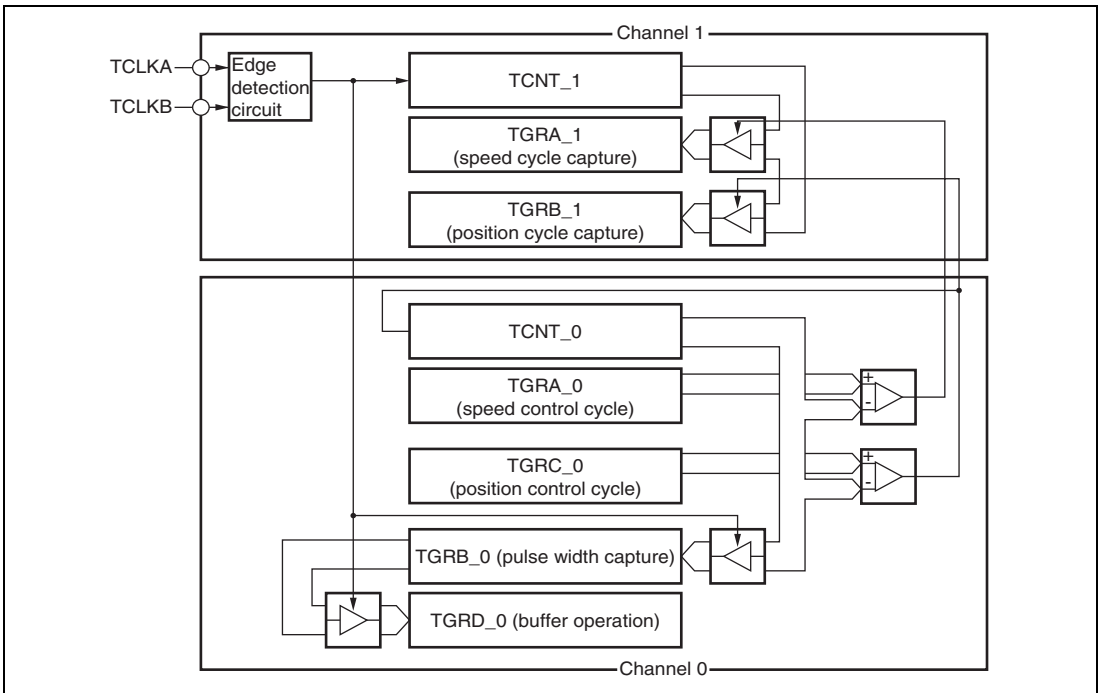 Channel 1
TCLKA
TCLKB
Edge
detection
circuit
TCNT_1
TGRA_1
(speed cycle capture)
TGRB_1
(position cycle capture)
TCNT_0
TGRA_0
(speed control cycle)
+
-
TGRC_0
(position control cycle)
+
-
TGRB_0 (pulse width capture)
TGRD_0 (buffer operation)
Channel 0